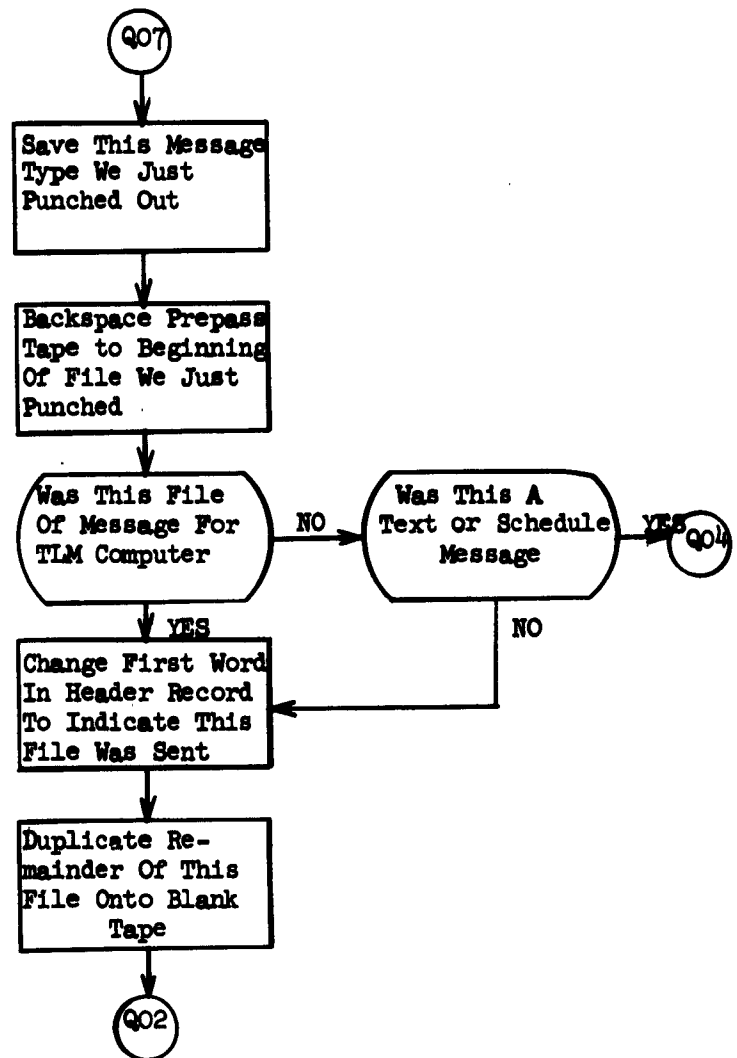 Q07
Save This Message
Type We Just
Punched Out
Backspace Prepass
Tape to Beginning
Of File We Just
Punched
Was This File
Of Message For
TLM Computer
NO
Was This A
Text or Schedule
Message
YES
Q04
YES
NO
Change First Word
In Header Record
To Indicate This
File Was Sent
Duplicate Re-
mainder Of This
File Onto Blank
Tape
Q02